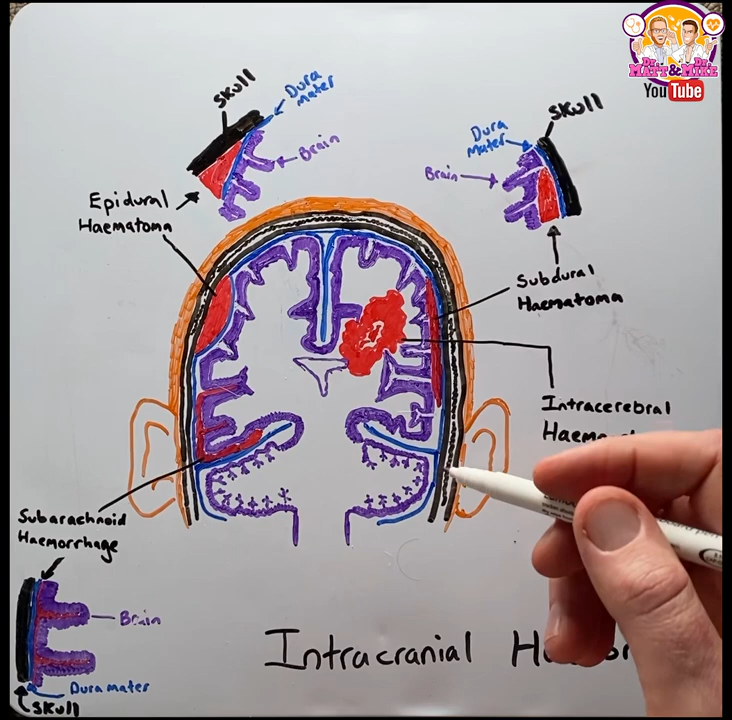 Dr. Dr.
MATT & MIKE
YouTube
Skull
Dura
Mater
Brain
Epidural
Haematoma
Skull
Dura
Mater
Brain
Subdural
Haematoma
Intracerebral
Subarachnoid
Haemorrhage
Brain
Dura mater
Skull
Intracranial